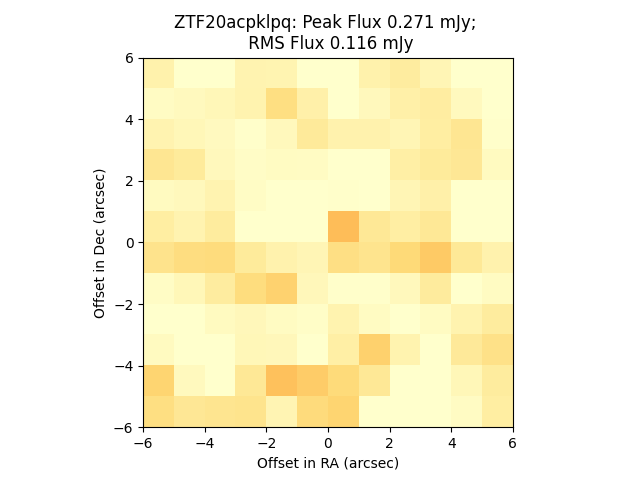 ZTF20acpklpq: Peak Flux 0.271 mJy;
RMS Flux 0.116 mJy
6
4
2
0
−2
−4
−6
Offset in Dec (arcsec)
−6 −4 −2 0 2 4 6
Offset in RA (arcsec)